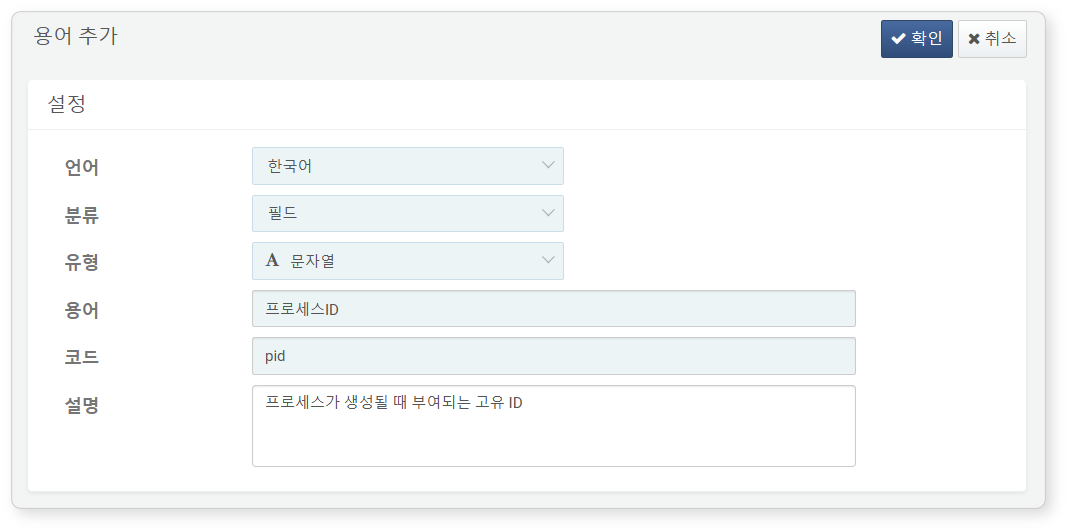 용어 추가
확인
취소
설정
언어 한국어
분류 필드
유형 A 문자열
용어 프로세스ID
코드 pid
설명 프로세스가 생성될 때 부여되는 고유 ID